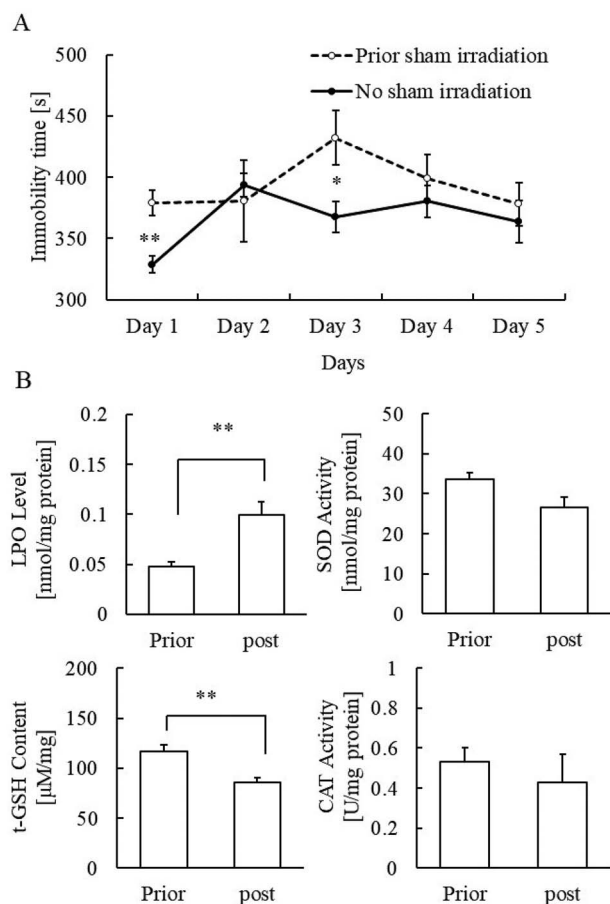 A
Prior sham irradiation
No sham irradiation
Immobility time [s]
500
450
400
350
300
**
*
Day 1 Day 2 Day 3 Day 4 Day 5
Days
B
LPO Level
[nmol/mg protein]
0.2
0.15
0.1
0.05
0
**
Prior post
SOD Activity
[nmol/mg protein]
50
40
30
20
10
0
Prior post
t-GSH Content
[µM/mg]
200
150
100
50
0
**
Prior post
CAT Activity
[U/mg protein]
1
0.8
0.6
0.4
0.2
0
Prior post